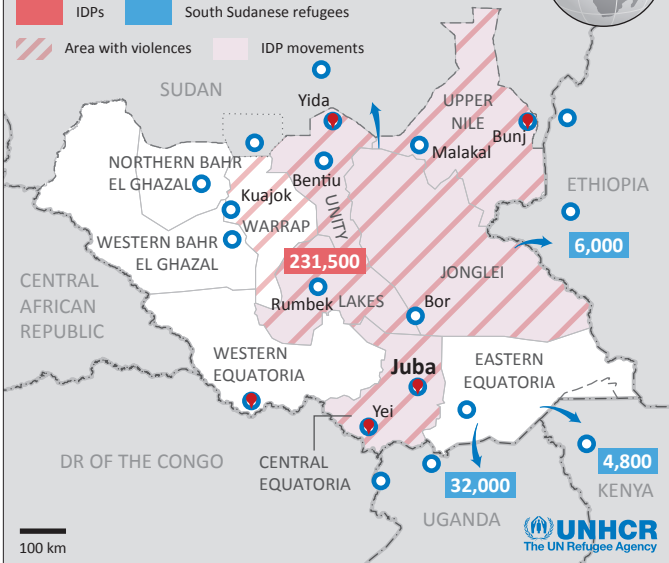 IDPs
South Sudanese refugees
Area with violences
IDP movements
SUDAN
Yida
UPPER
NILE
Bunj
Malakal
NORTHERN BAHR
EL GHAZAL
Bentiu
ETHIOPIA
Kuajok
UNITY
WARRAP
WESTERN BAHR
EL GHAZAL
6,000
231,500
JONGLEI
CENTRAL
AFRICAN
REPUBLIC
Rumbek
LAKES
Bor
WESTERN
EQUATORIA
Juba
EASTERN
EQUATORIA
Yei
DR OF THE CONGO
CENTRAL
EQUATORIA
4,800
32,000
KENYA
UGANDA
UNHCR
The UN Refugee Agency
100 km